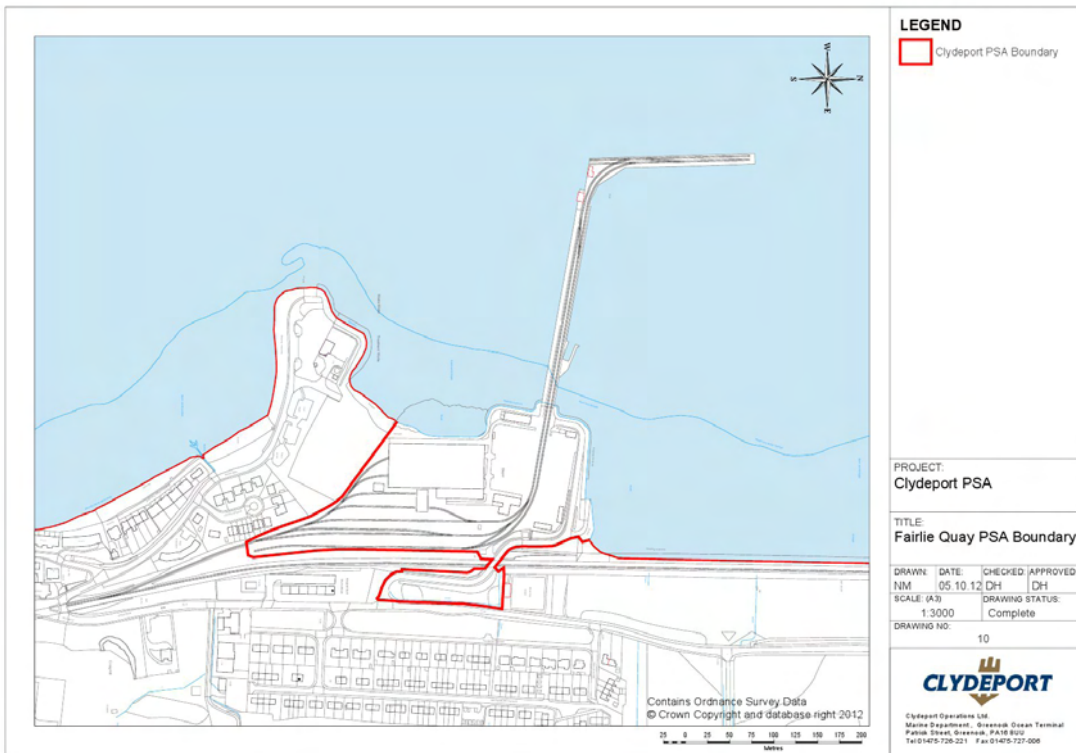 LEGEND
Clydeport PSA Boundary
W
S
N
E
PROJECT:
Clydeport PSA
TITLE:
Fairlie Quay PSA Boundary
DRAWN: DATE: CHECKED: APPROVED:
NM 05.10.12 DH DH
SCALE: (A3) DRAWING STATUS:
1:3000 Complete
DRAWING NO:
10
CLYDEPORT
Clydeport Operations Ltd.
Marine Department, Greenock Ocean Terminal
Patrick Street, Greenock, PA16 8UU
Tel 01475-726-221 Fax 01475-727-006
Contains Ordnance Survey Data
© Crown Copyright and database right 2012
25 0 25 50 75 100 125 150 175 200
Metres